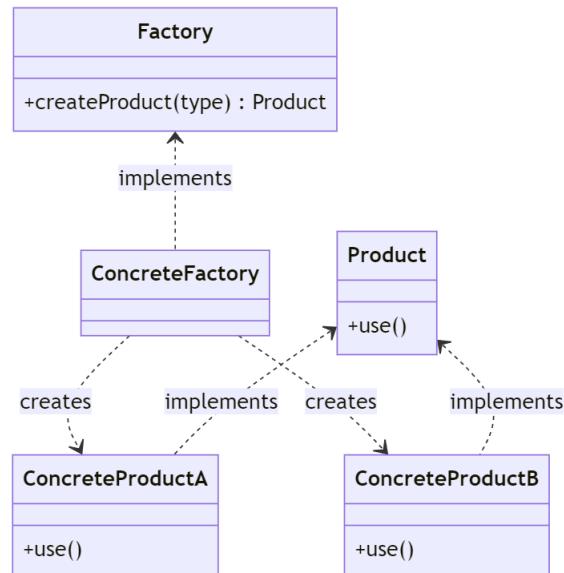 Factory
+createProduct(type) : Product
implements
ConcreteFactory
Product
+use()
creates
implements
creates
implements
ConcreteProductA
+use()
ConcreteProductB
+use()